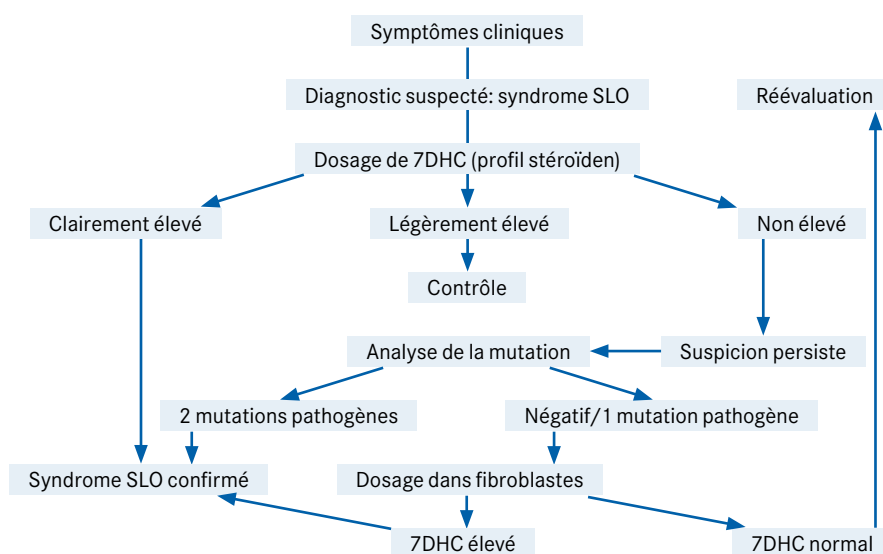 Symptômes cliniques
Diagnostic suspecté: syndrome SLO
Réévaluation
Dosage de 7DHC (profil stéroïden)
Clairement élevé
Légèrement élevé
Non élevé
Contrôle
Analyse de la mutation
Suspicion persiste
2 mutations pathogènes
Négatif/1 mutation pathogène
Syndrome SLO confirmé
Dosage dans fibroblastes
7DHC élevé
7DHC normal